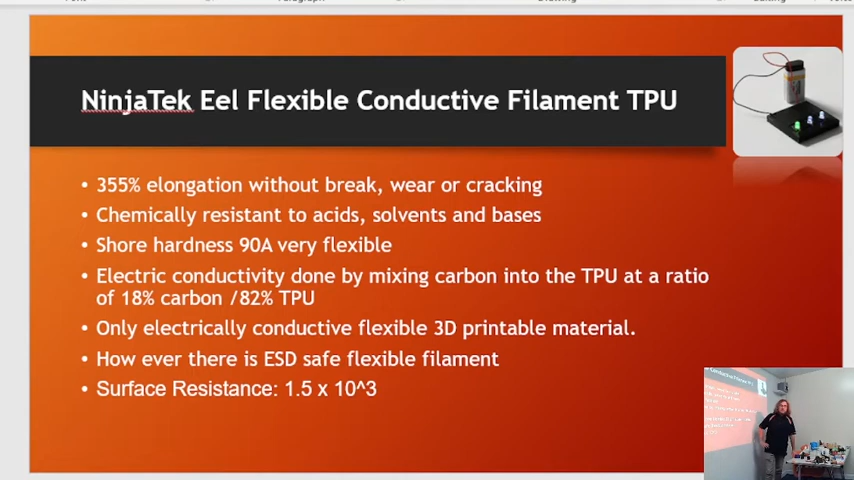 NinjaTek Eel Flexible Conductive Filament TPU
• 355% elongation without break, wear or cracking
• Chemically resistant to acids, solvents and bases
• Shore hardness 90A very flexible
• Electric conductivity done by mixing carbon into the TPU at a ratio
of 18% carbon /82% TPU
• Only electrically conductive flexible 3D printable material.
• How ever there is ESD safe flexible filament
• Surface Resistance: 1.5 x 10^3